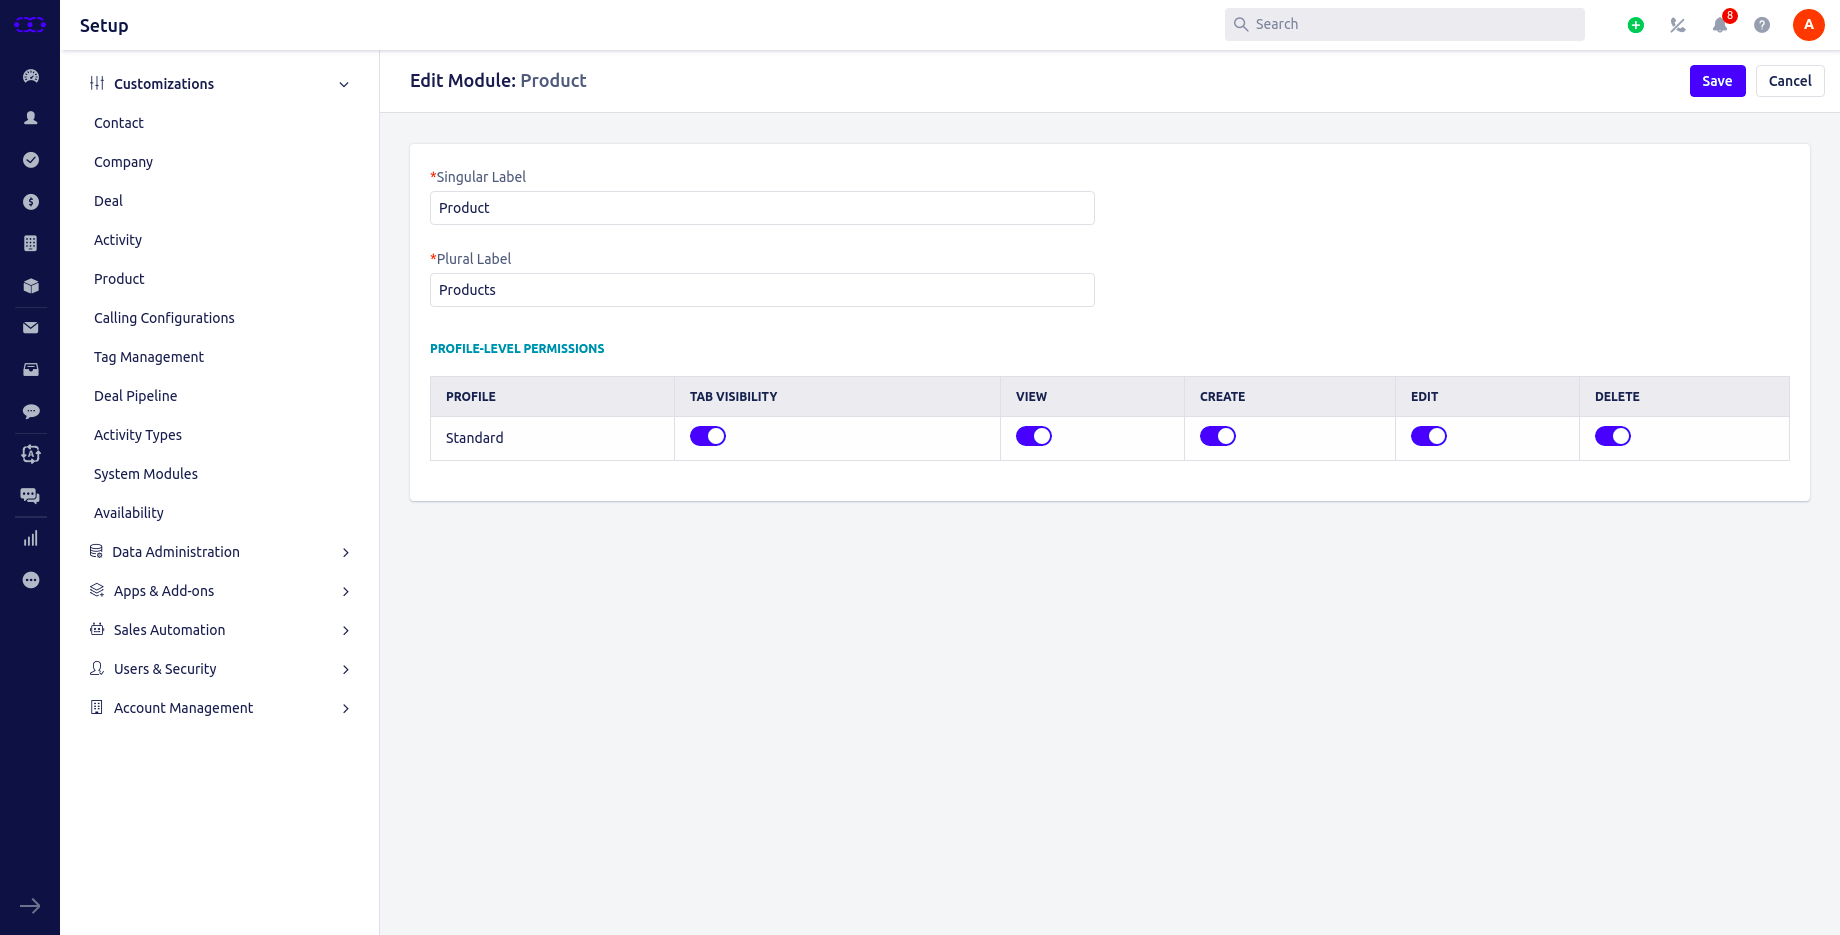 Setup
Search
8
A
Customizations
Contact
Company
Deal
Activity
Product
Calling Configurations
Tag Management
Deal Pipeline
Activity Types
System Modules
Availability
Data Administration
Apps & Add-ons
Sales Automation
Users & Security
Account Management
Edit Module: Product
Save
Cancel
*Singular Label
Product
*Plural Label
Products
PROFILE-LEVEL PERMISSIONS
PROFILE TAB VISIBILITY VIEW CREATE EDIT DELETE
Standard